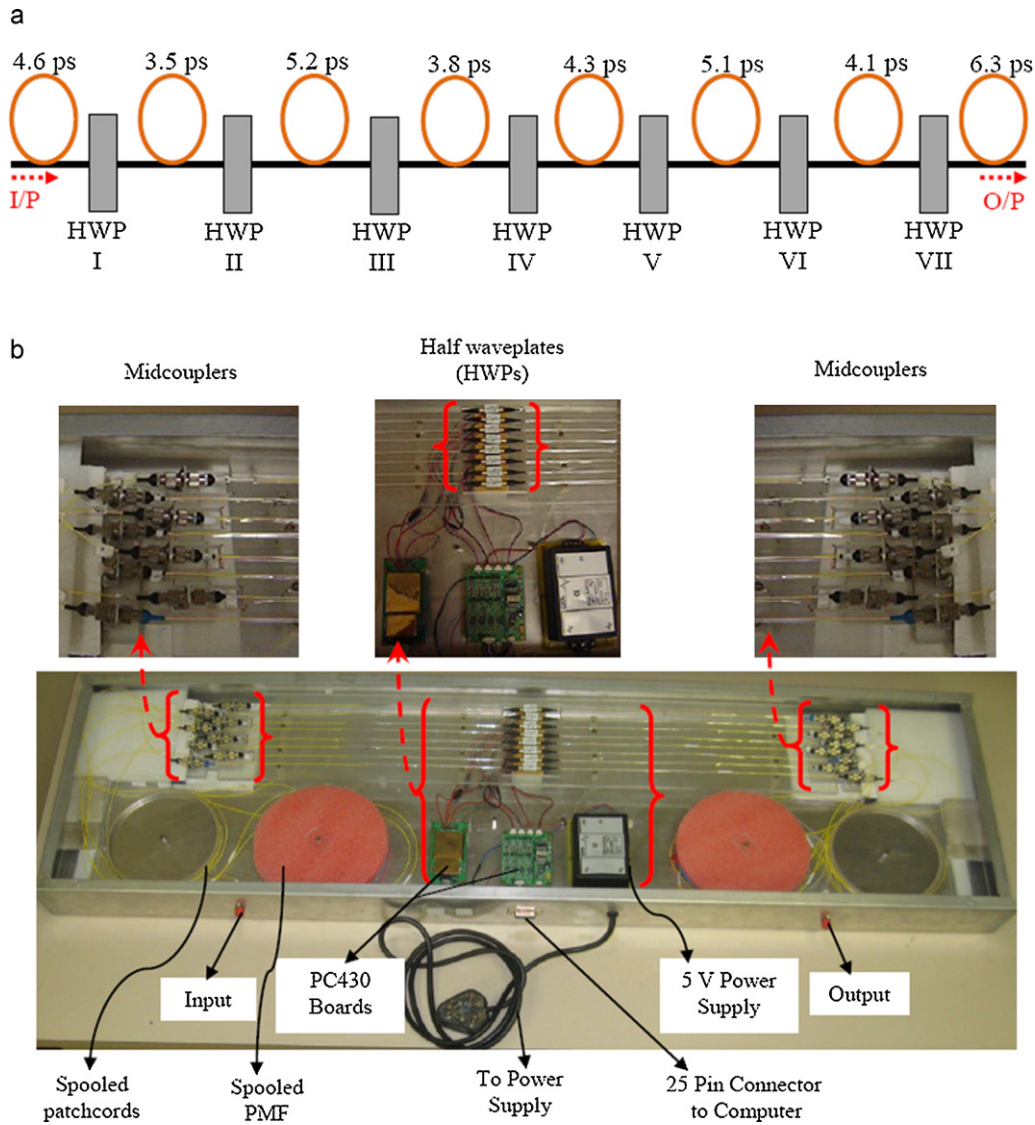 a
4.6 ps 3.5 ps 5.2 ps 3.8 ps 4.3 ps 5.1 ps 4.1 ps 6.3 ps
I/P O/P
HWP HWP HWP HWP HWP HWP HWP
I II III IV V VI VII
b
Midcouplers
Half waveplates
(HWPs)
Midcouplers
Input
PC430
Boards
5 V Power
Supply
Output
Spooled
patchcords
Spooled
PMF
To Power
Supply
25 Pin Connector
to Computer